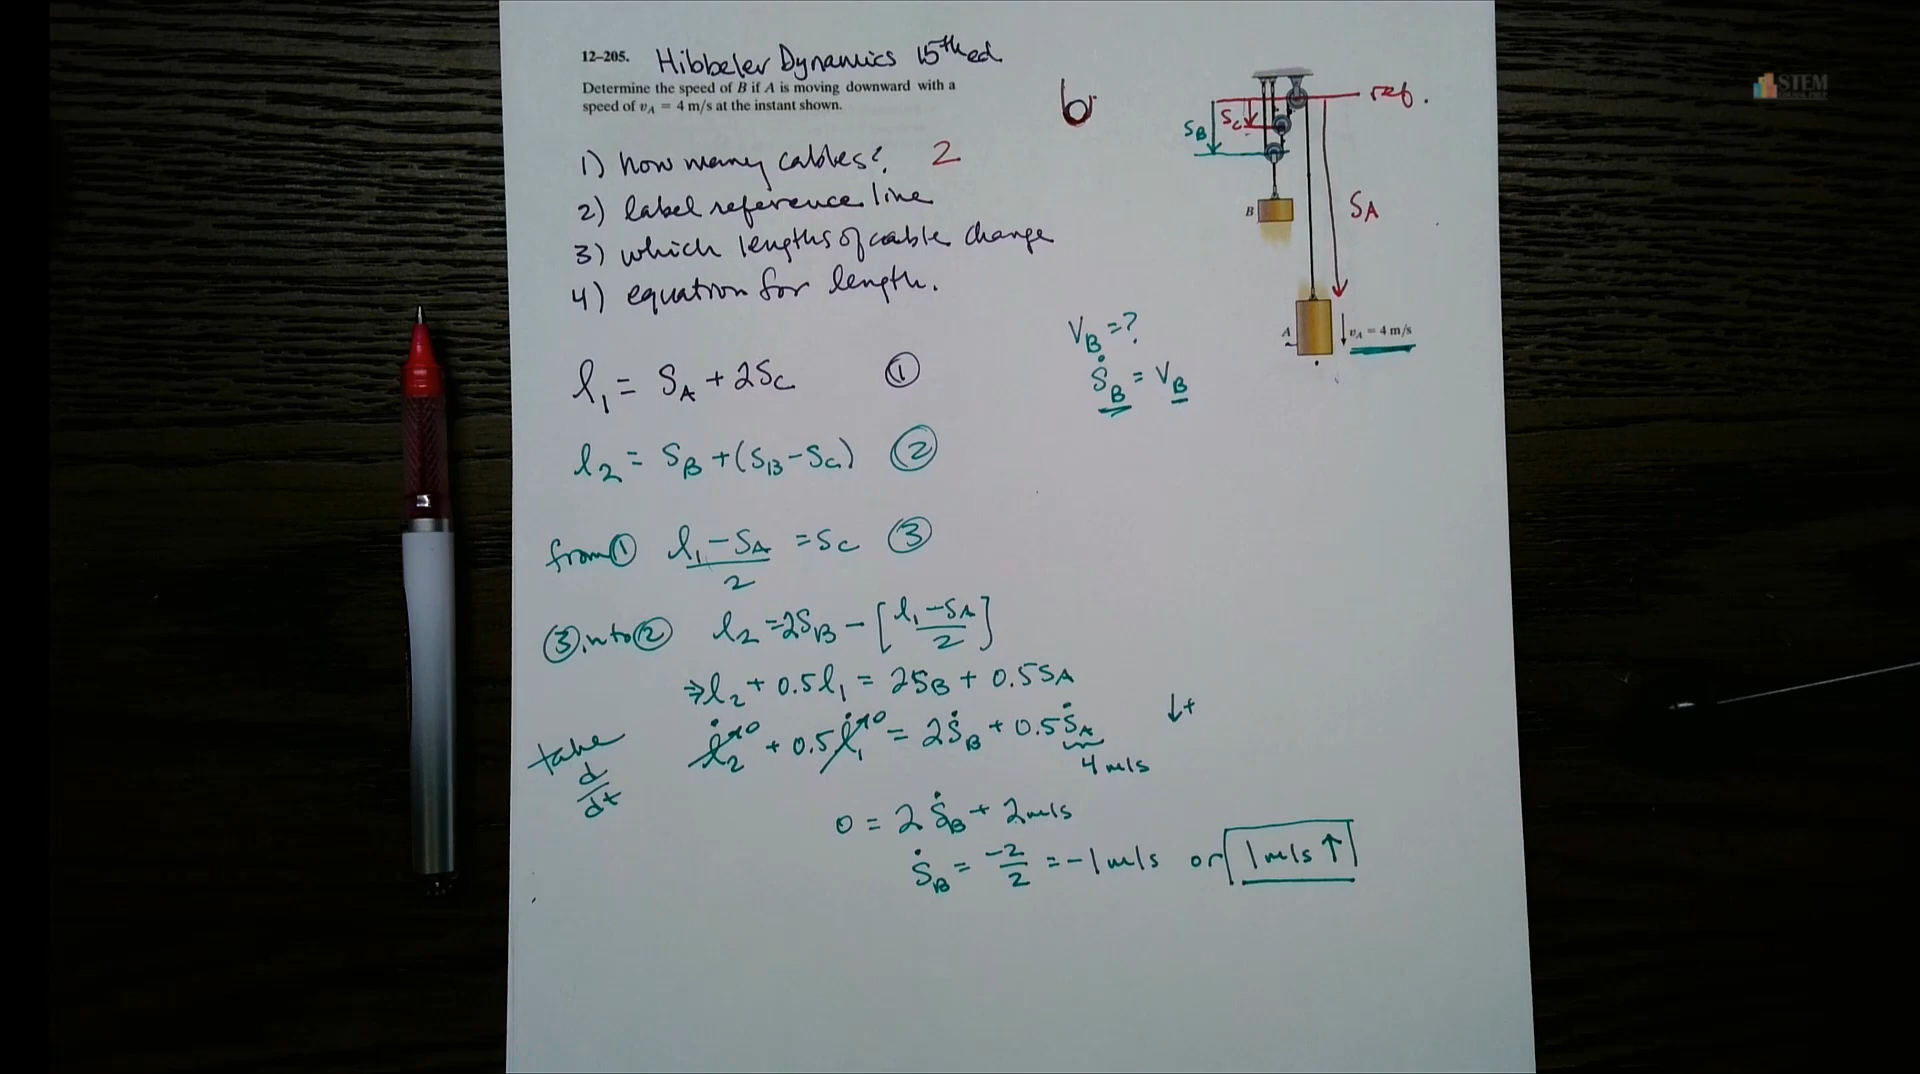 12–205. Hibbeler Dynamics 15th ed
Determine the speed of B if A is moving downward with a
speed of vA = 4 m/s at the instant shown.
1) how many cables? 2
2) label reference line
3) which lengths of cable change
4) equation for length.
b
ref.
SB
SC
SA
B
A
vA = 4 m/s
VB = ?
ṠB = VB
l1 = SA + 2SC ①
l2 = SB + (SB - SC) ②
from ① l1 - SA / 2 = SC ③
③ into ② l2 = 2SB - [l1 - SA / 2]
⇒ l2 + 0.5l1 = 2SB + 0.5SA
take d/dt l̇2→0 + 0.5l̇1→0 = 2ṠB + 0.5ṠA ↓+
4 m/s
0 = 2ṠB + 2m/s
ṠB = -2/2 = -1 m/s or 1 m/s ↑
STEM